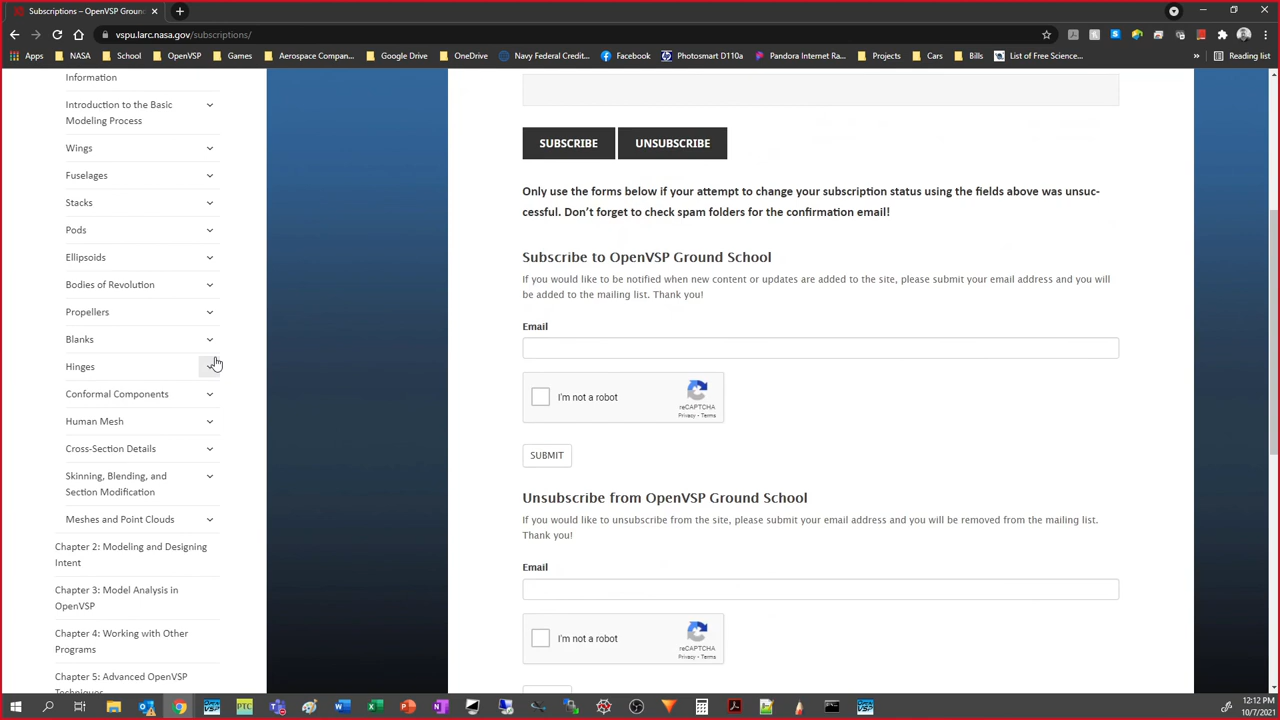 Subscriptions – OpenVSP Ground
vspu.larc.nasa.gov/subscriptions/
Apps
NASA
School
OpenVSP
Games
Aerospace Compan...
Google Drive
OneDrive
Navy Federal Credit...
Facebook
HP Photosmart D110a
Pandora Internet Ra...
Projects
Cars
Bills
List of Free Science...
»
Reading list
Information
Introduction to the Basic
Modeling Process
Wings
Fuselages
Stacks
Pods
Ellipsoids
Bodies of Revolution
Propellers
Blanks
Hinges
Conformal Components
Human Mesh
Cross-Section Details
Skinning, Blending, and
Section Modification
Meshes and Point Clouds
Chapter 2: Modeling and Designing
Intent
Chapter 3: Model Analysis in
OpenVSP
Chapter 4: Working with Other
Programs
Chapter 5: Advanced OpenVSP
Techniques
SUBSCRIBE
UNSUBSCRIBE
Only use the forms below if your attempt to change your subscription status using the fields above was unsuc-
cessful. Don’t forget to check spam folders for the confirmation email!
Subscribe to OpenVSP Ground School
If you would like to be notified when new content or updates are added to the site, please submit your email address and you will
be added to the mailing list. Thank you!
Email
I'm not a robot
reCAPTCHA
Privacy - Terms
SUBMIT
Unsubscribe from OpenVSP Ground School
If you would like to unsubscribe from the site, please submit your email address and you will be removed from the mailing list.
Thank you!
Email
I'm not a robot
reCAPTCHA
Privacy - Terms
PTC
12:12 PM
10/7/2021